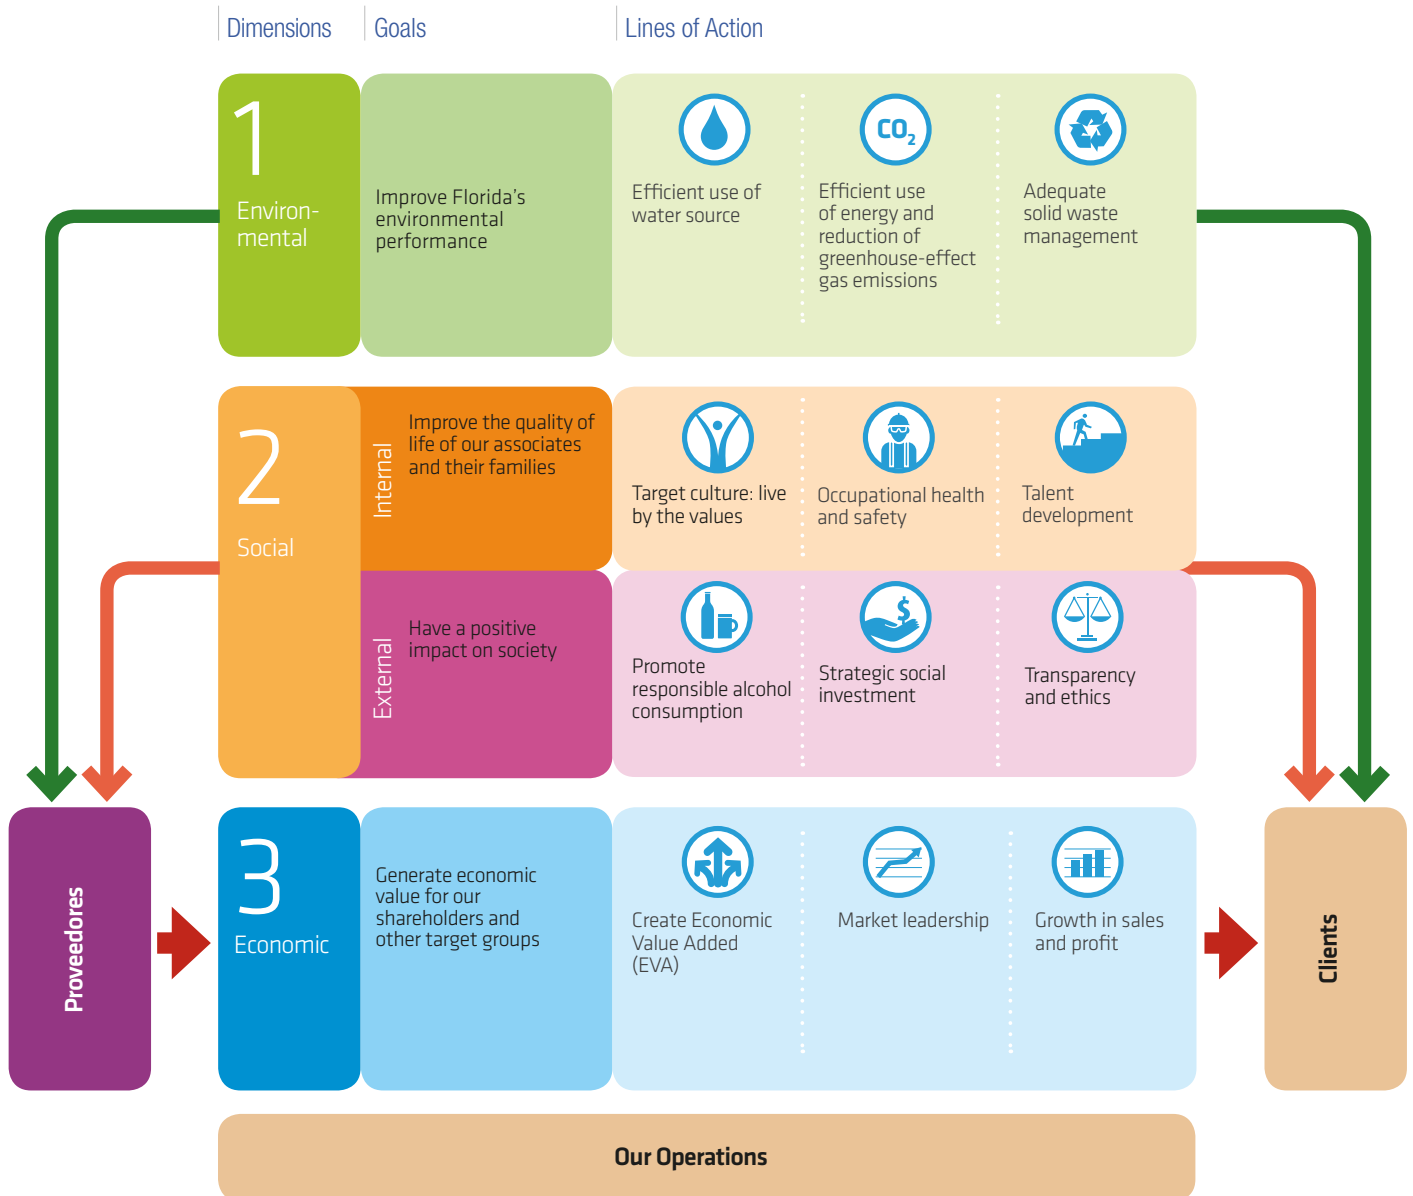 Dimensions
Goals
Lines of Action
1
Environ-
mental
Improve Florida's
environmental
performance
Efficient use of
water source
CO2
Efficient use
of energy and
reduction of
greenhouse-effect
gas emissions
Adequate
solid waste
management
2
Social
Internal
Improve the quality of
life of our associates
and their families
Target culture: live
by the values
Occupational health
and safety
Talent
development
External
Have a positive
impact on society
Promote
responsible alcohol
consumption
$
Strategic social
investment
Transparency
and ethics
Proveedores
3
Economic
Generate economic
value for our
shareholders and
other target groups
Create Economic
Value Added
(EVA)
Market leadership
Growth in sales
and profit
Clients
Our Operations